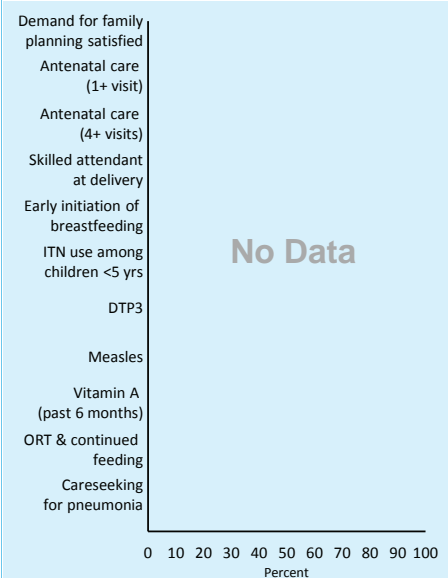 Demand for family
planning satisfied
Antenatal care
(1+ visit)
Antenatal care
(4+ visits)
Skilled attendant
at delivery
Early initiation of
breastfeeding
ITN use among
children <5 yrs
No Data
DTP3
Measles
Vitamin A
(past 6 months)
ORT & continued
feeding
Careseeking
for pneumonia
0 10 20 30 40 50 60 70 80 90 100
Percent